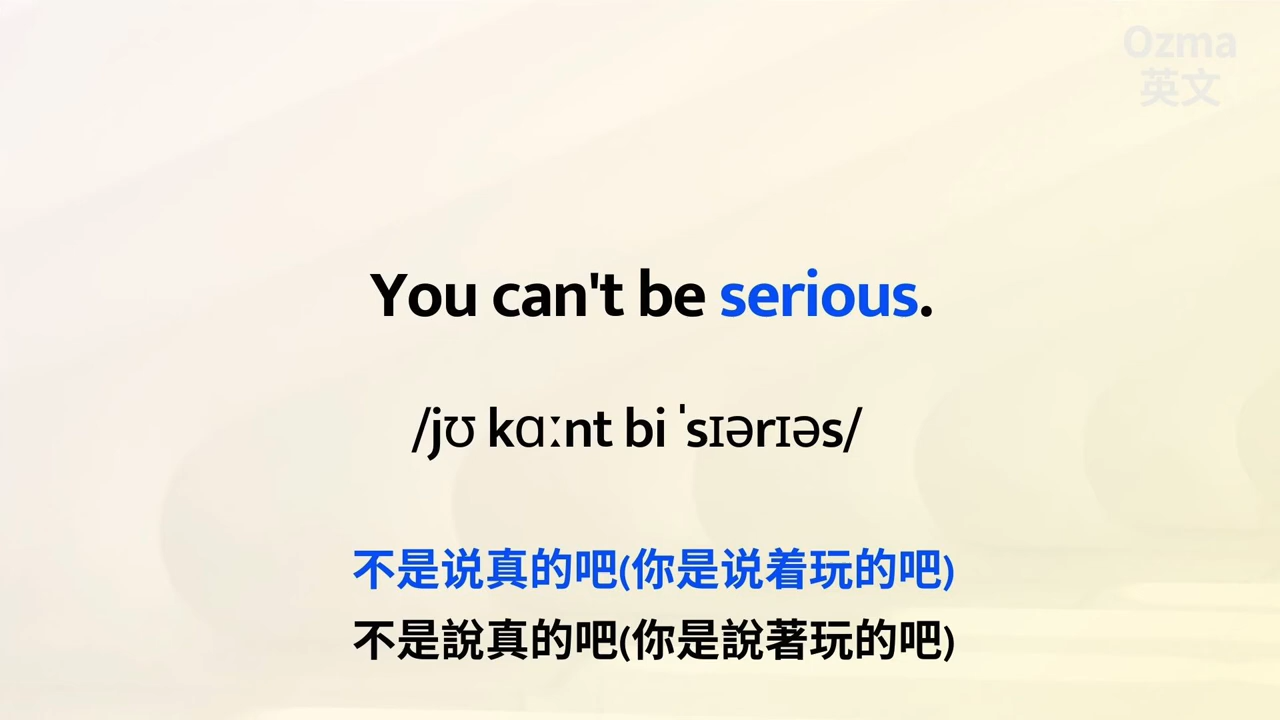 Ozma
英文
You can't be serious.
/jʊ kɑːnt bi ˈsɪərɪəs/
不是说真的吧(你是说着玩的吧)
不是說真的吧(你是說著玩的吧)